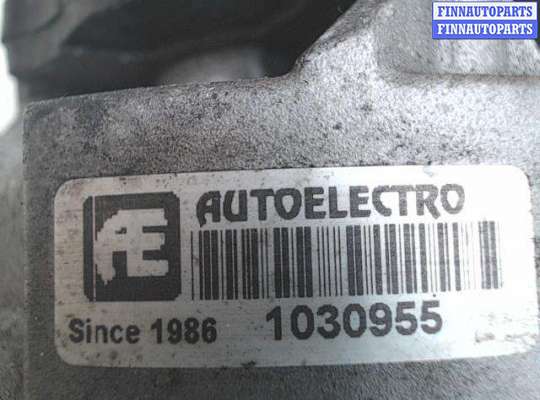 FINNAUTOPARTS
FINNAUTOPARTS
AE
AUTOELECTRO
Since 1986
1030955